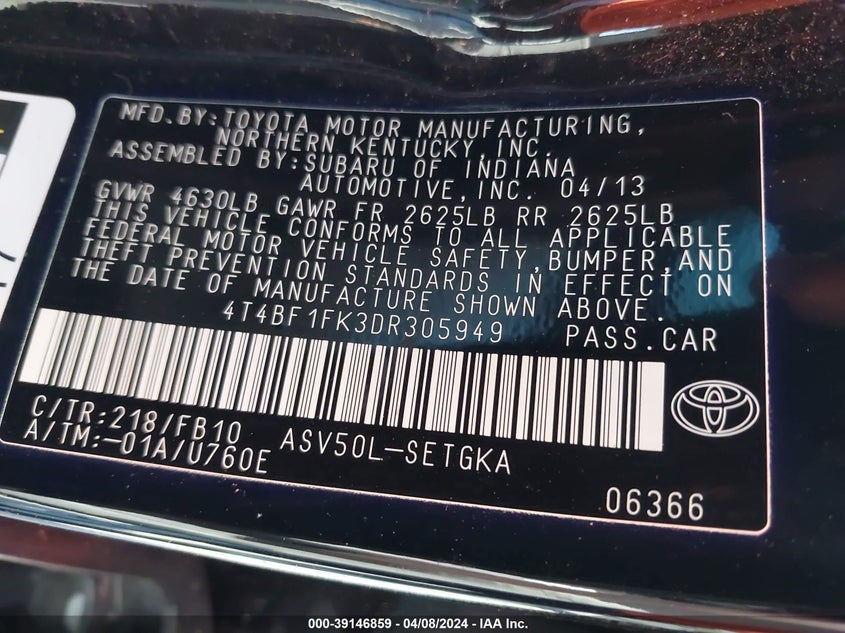 MFD.BY:TOYOTA MOTOR MANUFACTURING,
NORTHERN KENTUCKY,INC.
ASSEMBLED BY:SUBARU OF INDIANA
AUTOMOTIVE,INC. 04/13
GVWR 4630LB GAWR FR 2625LB RR 2625LB
THIS VEHICLE CONFORMS TO ALL APPLICABLE
FEDERAL MOTOR VEHICLE SAFETY,BUMPER,AND
THEFT PREVENTION STANDARDS IN EFFECT ON
THE DATE OF MANUFACTURE SHOWN ABOVE.
4T4BF1FK3DR305949 PASS.CAR
C/TR:218/FB10
A/TM:-01A/U760E ASV50L-SETGKA
06366
000-39146859 - 04/08/2024 - IAA Inc.